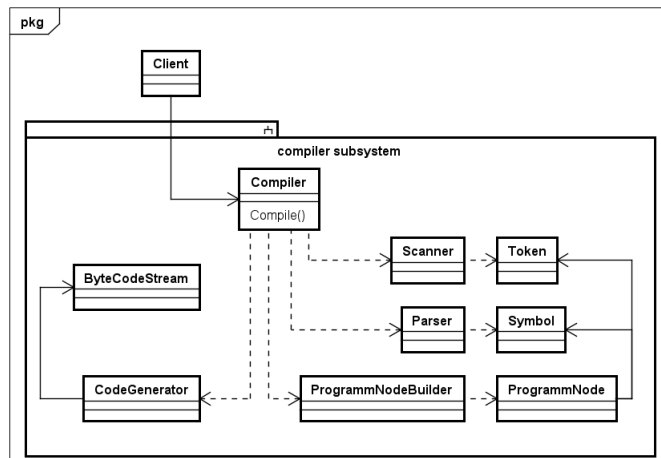 pkg
Client
compiler subsystem
Compiler
Compile()
Scanner
Token
ByteCodeStream
Parser
Symbol
CodeGenerator
ProgrammNodeBuilder
ProgrammNode